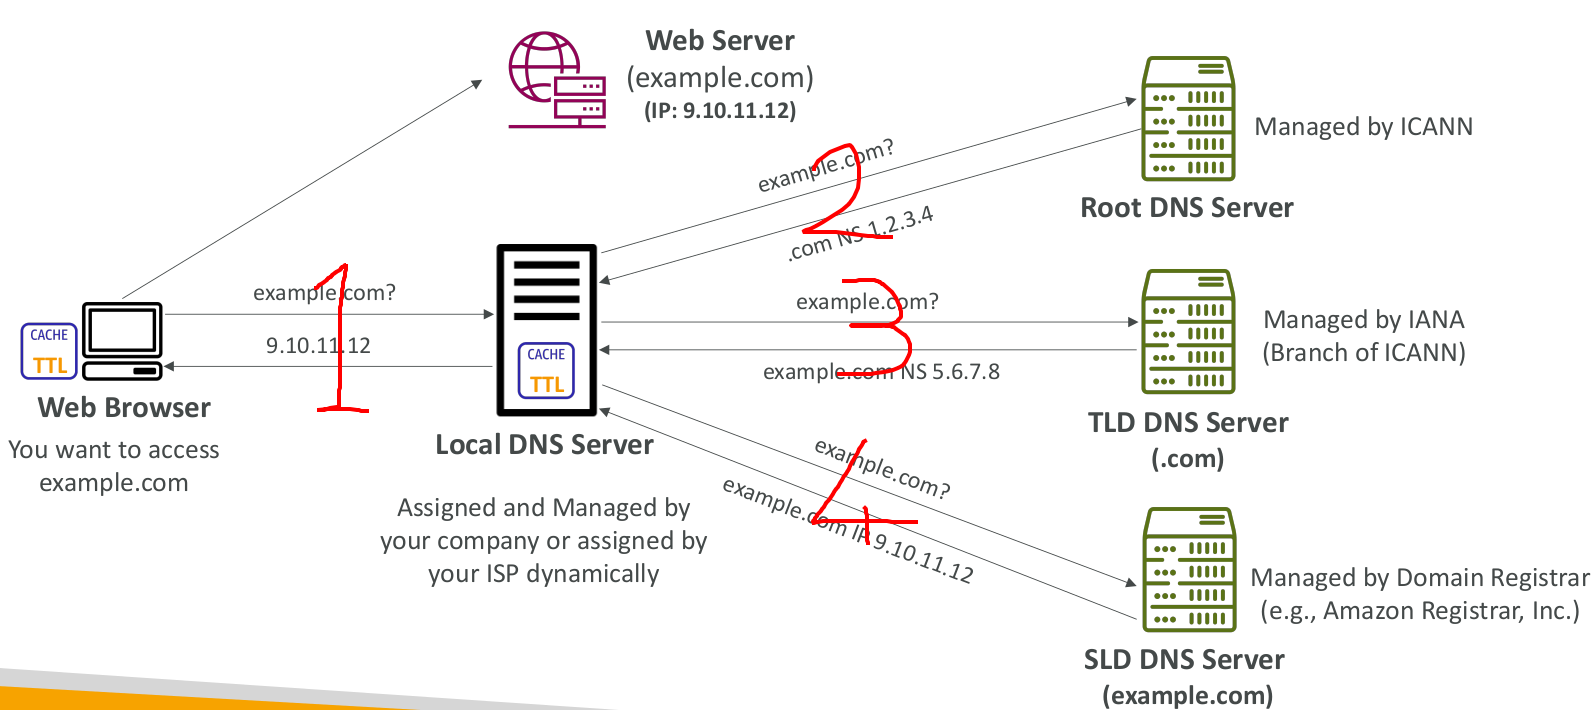 Web Server
(example.com)
(IP: 9.10.11.12)
Managed by ICANN
Root DNS Server
example.com?
.com NS 1.2.3.4
2
example.com?
9.10.11.12
1
CACHE
TTL
Web Browser
You want to access
example.com
CACHE
TTL
Local DNS Server
Assigned and Managed by
your company or assigned by
your ISP dynamically
example.com?
example.com NS 5.6.7.8
3
Managed by IANA
(Branch of ICANN)
TLD DNS Server
(.com)
example.com?
example.com IP 9.10.11.12
4
Managed by Domain Registrar
(e.g., Amazon Registrar, Inc.)
SLD DNS Server
(example.com)